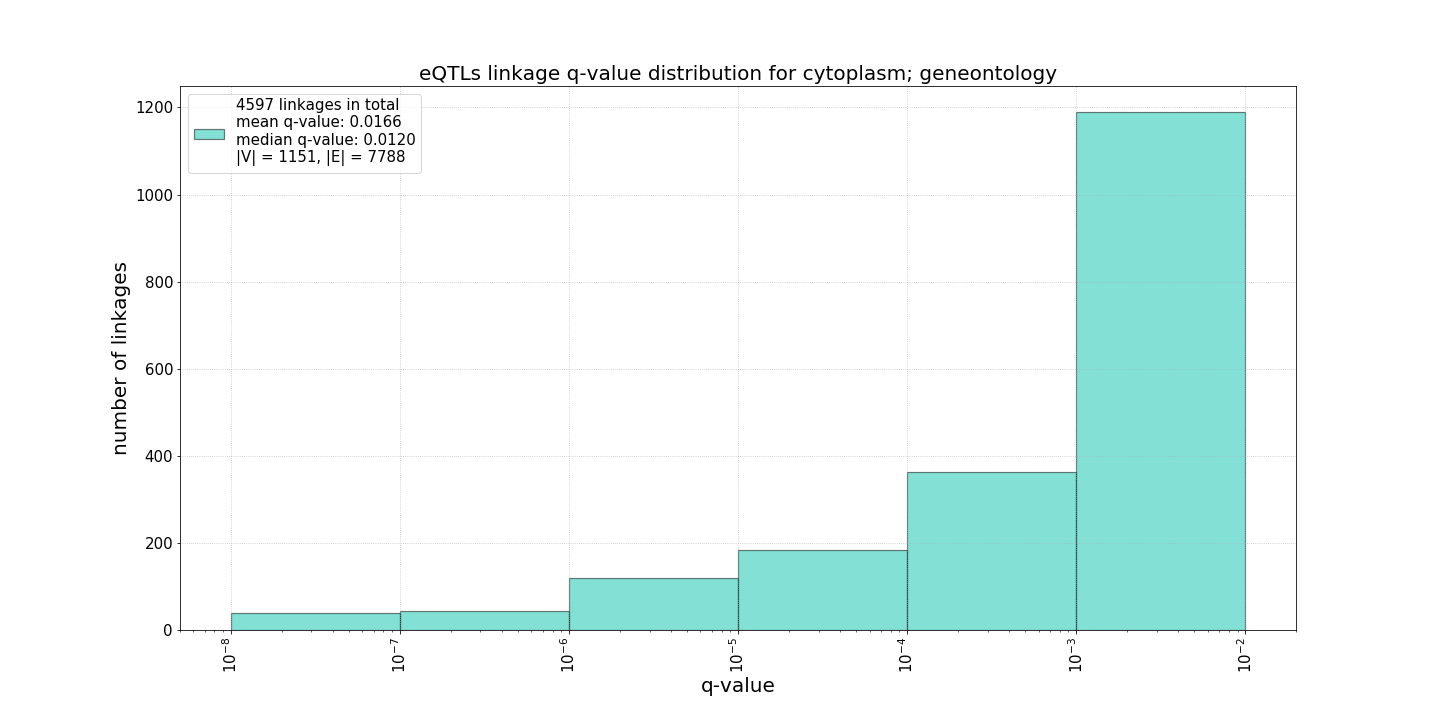 eQTLs linkage q-value distribution for cytoplasm; geneontology
4597 linkages in total
mean q-value: 0.0166
median q-value: 0.0120
|V| = 1151, |E| = 7788
number of linkages
1200
1000
800
600
400
200
0
10⁻⁸
10⁻⁷
10⁻⁶
10⁻⁵
10⁻⁴
10⁻³
10⁻²
q-value